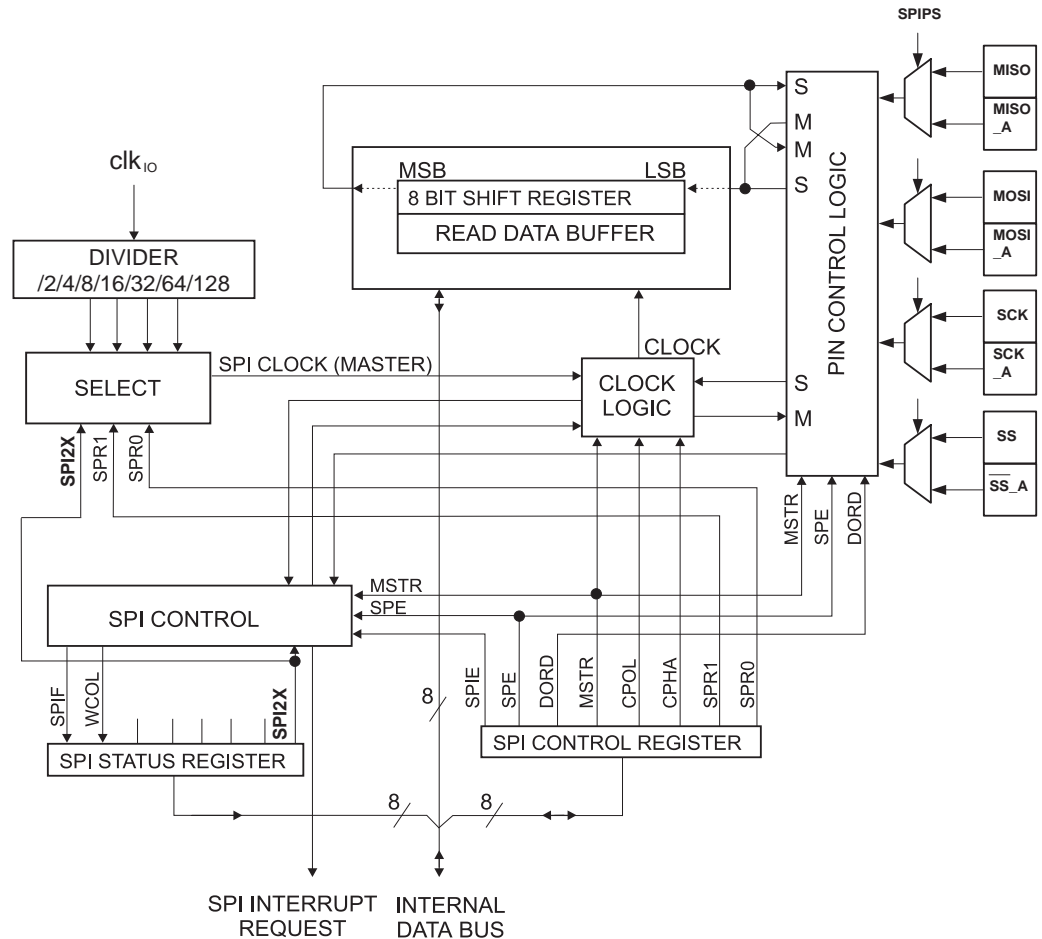 SPIPS
MISO
MISO
_A
MOSI
MOSI
_A
SCK
SCK
_A
SS
SS_A
S
M
M
S
S
M
PIN CONTROL LOGIC
MSB
LSB
8 BIT SHIFT REGISTER
READ DATA BUFFER
clk IO
DIVIDER
/2/4/8/16/32/64/128
SELECT
SPI CLOCK (MASTER)
CLOCK
CLOCK
LOGIC
SPI2X
SPR1
SPR0
MSTR
SPE
DORD
SPI CONTROL
MSTR
SPE
SPIF
WCOL
SPI2X
SPI STATUS REGISTER
8
SPIE
SPE
DORD
MSTR
CPOL
CPHA
SPR1
SPR0
SPI CONTROL REGISTER
8
8
SPI INTERRUPT
REQUEST
INTERNAL
DATA BUS